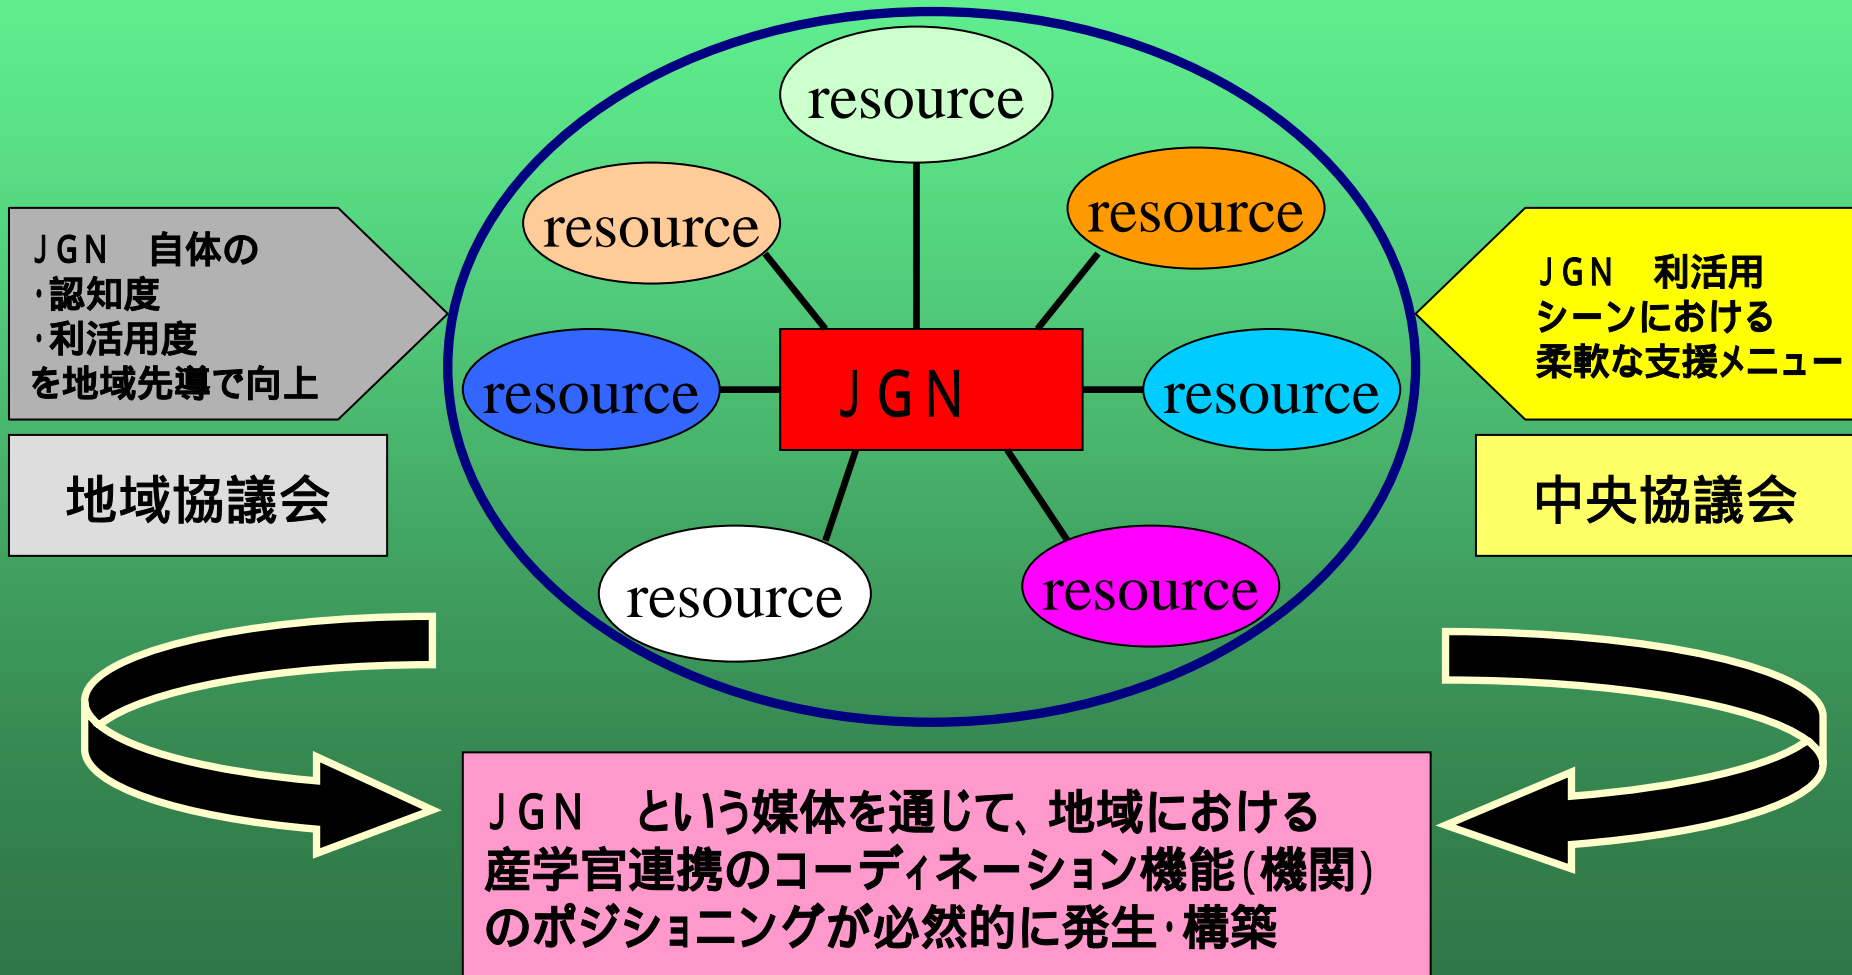 resource
resource
resource
JGN　自体の
・認知度
・利活用度
を地域先導で向上
JGN　利活用
シーンにおける
柔軟な支援メニュー
resource
JGN
resource
地域協議会
中央協議会
resource
resource
JGN　という媒体を通じて、地域における
産学官連携のコーディネーション機能(機関)
のポジショニングが必然的に発生・構築